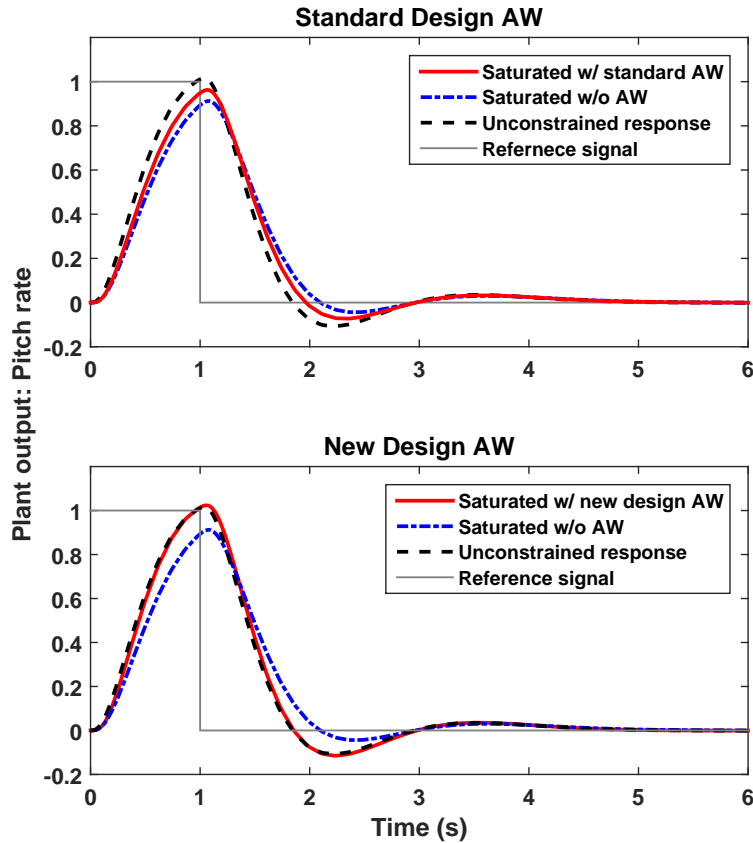 Standard Design AW
Saturated w/ standard AW
Saturated w/o AW
Unconstrained response
Refernece signal
1
0.8
0.6
0.4
0.2
0
-0.2
0 1 2 3 4 5 6
Plant output: Pitch rate
New Design AW
Saturated w/ new design AW
Saturated w/o AW
Unconstrained response
Reference signal
1
0.8
0.6
0.4
0.2
0
-0.2
0 1 2 3 4 5 6
Time (s)